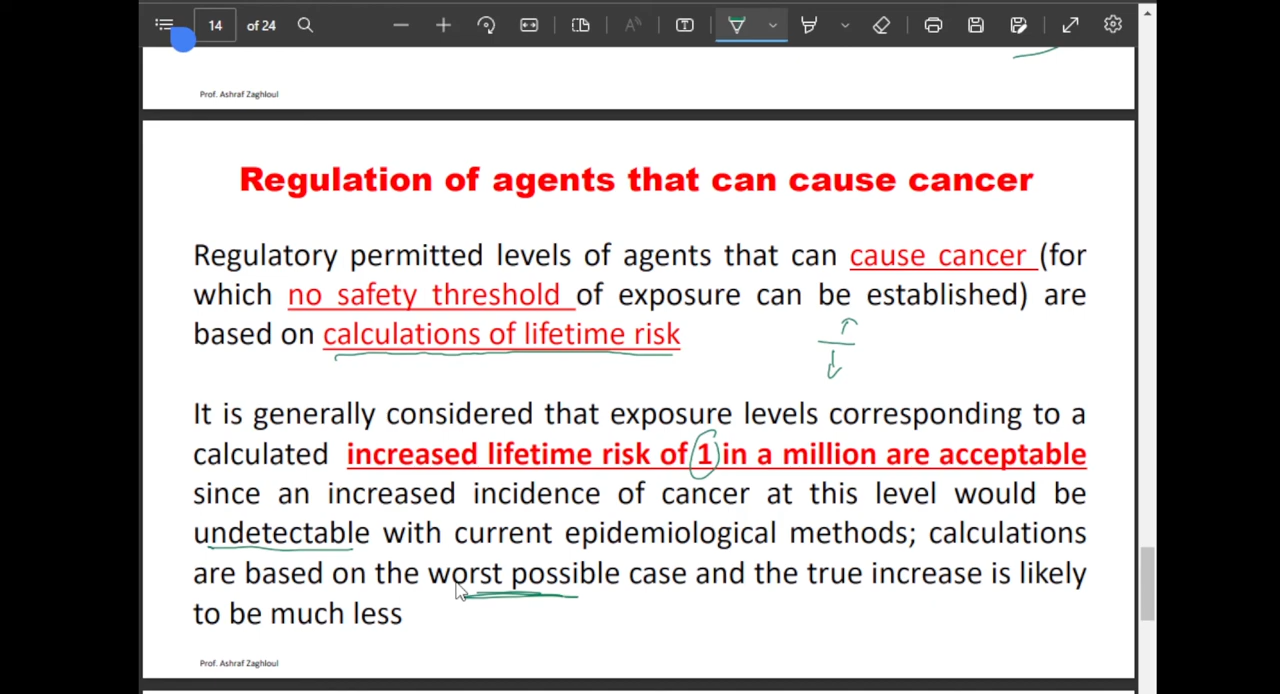 14 of 24
Prof. Ashraf Zaghloul
Regulation of agents that can cause cancer
Regulatory permitted levels of agents that can cause cancer (for
which no safety threshold of exposure can be established) are
based on calculations of lifetime risk
It is generally considered that exposure levels corresponding to a
calculated increased lifetime risk of 1 in a million are acceptable
since an increased incidence of cancer at this level would be
undetectable with current epidemiological methods; calculations
are based on the worst possible case and the true increase is likely
to be much less
Prof. Ashraf Zaghloul